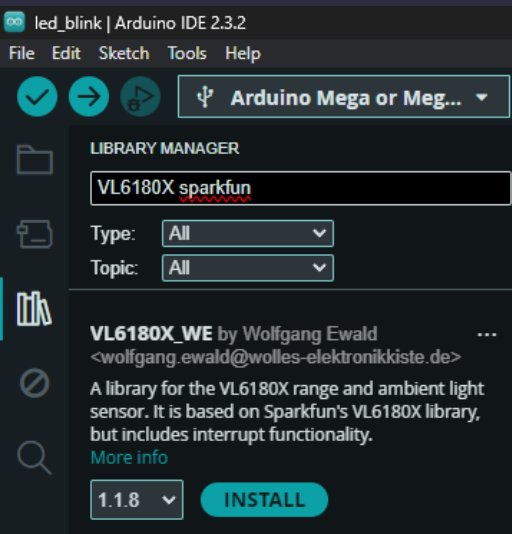 led_blink | Arduino IDE 2.3.2
File Edit Sketch Tools Help
Arduino Mega or Meg...
LIBRARY MANAGER
VL6180X sparkfun
Type: All
Topic: All
VL6180X_WE by Wolfgang Ewald
<wolfgang.ewald@wolles-elektronikkiste.de>
A library for the VL6180X range and ambient light
sensor. It is based on Sparkfun's VL6180X library,
but includes interrupt functionality.
More info
1.1.8 INSTALL